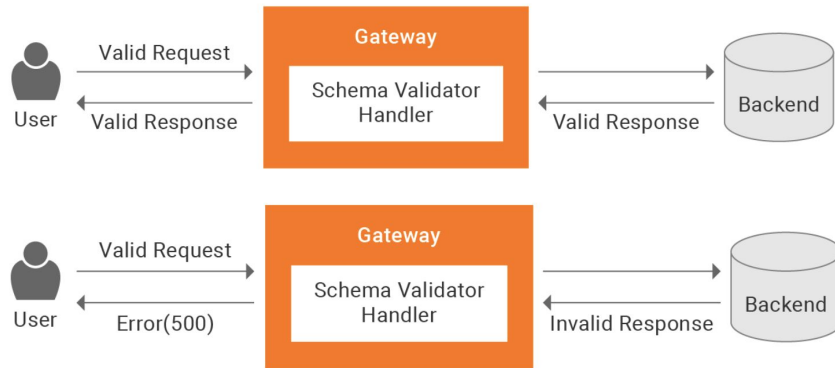 Gateway
Valid Request
Schema Validator
Handler
Valid Response
Valid Response
User
Backend
Gateway
Valid Request
Schema Validator
Handler
Error(500)
Invalid Response
User
Backend